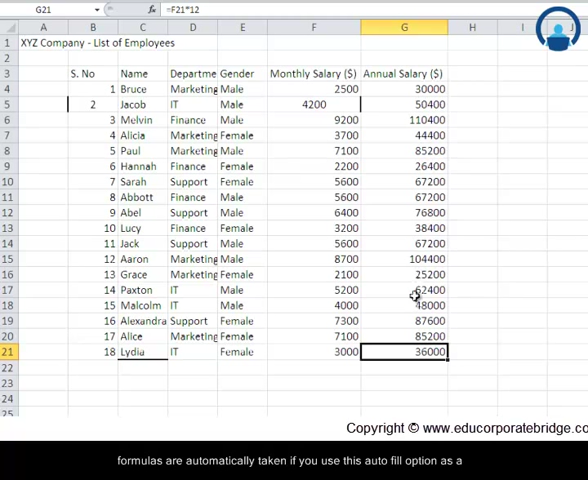 G21 fx =F21*12
A B C D E F G H I J
1 XYZ Company - List of Employees
2
3 S. No Name Departme Gender Monthly Salary ($) Annual Salary ($)
4 1 Bruce Marketing Male 2500 30000
5 2 Jacob IT Male 4200 50400
6 3 Melvin Finance Male 9200 110400
7 4 Alicia Marketing Female 3700 44400
8 5 Paul Marketing Male 7100 85200
9 6 Hannah Finance Female 2200 26400
10 7 Sarah Support Female 5600 67200
11 8 Abbott Finance Male 5600 67200
12 9 Abel Support Male 6400 76800
13 10 Lucy Finance Female 3200 38400
14 11 Jack Support Male 5600 67200
15 12 Aaron Marketing Male 8700 104400
16 13 Grace Marketing Female 2100 25200
17 14 Paxton IT Male 5200 62400
18 15 Malcolm IT Male 4000 48000
19 16 Alexandra Support Female 7300 87600
20 17 Alice Marketing Female 7100 85200
21 18 Lydia IT Female 3000 36000
22
23
24
25
Copyright © www.educorporatebridge.com
formulas are automatically taken if you use this auto fill option as a